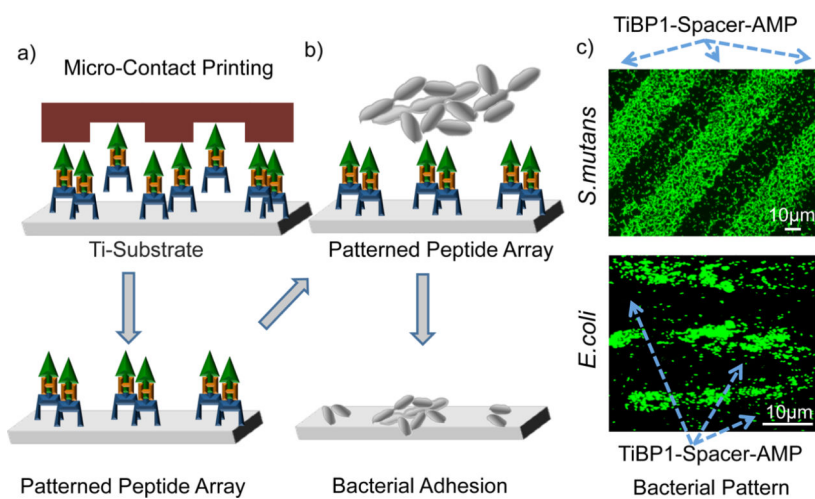 a)
Micro-Contact Printing
Ti-Substrate
Patterned Peptide Array
b)
Patterned Peptide Array
Bacterial Adhesion
c)
TiBP1-Spacer-AMP
S.mutans
10μm
E.coli
10μm
TiBP1-Spacer-AMP
Bacterial Pattern